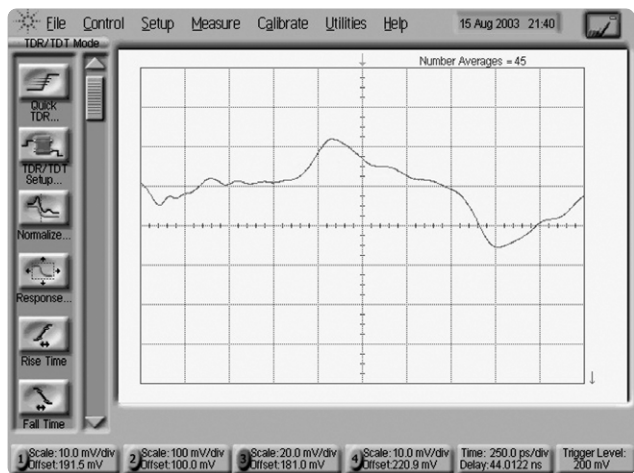 File Control Setup Measure Calibrate Utilities Help 15 Aug 2003 21:40
TDR/TDT Mode
Number Averages = 45
Quick
TDR...
TDR/TDT
Setup...
Normalize...
Response...
Rise Time
Fall Time
1 Scale:10.0 mV/div
Offset:191.5 mV
2 Scale:100 mV/div
Offset:100.0 mV
3 Scale:20.0 mV/div
Offset:181.0 mV
4 Scale:10.0 mV/div
Offset:220.9 mV
Time: 250.0 ps/div
Delay:44.0122 ns
Trigger Level:
200 mV